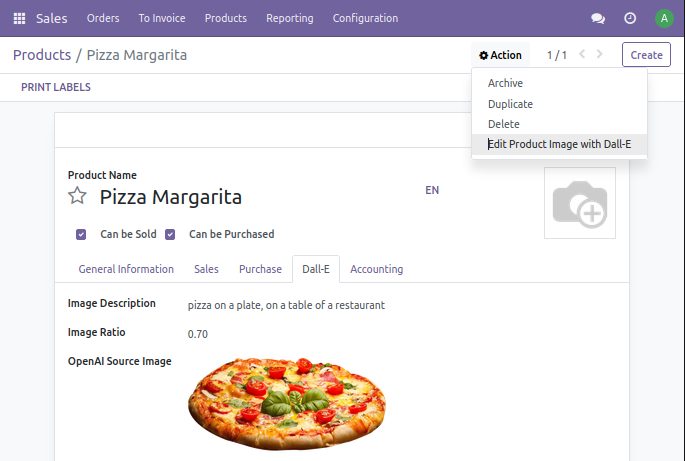 Sales Orders To Invoice Products Reporting Configuration A
Products / Pizza Margarita Action 1 / 1 Create
Archive
Duplicate
Delete
Edit Product Image with Dall-E
PRINT LABELS
Product Name
Pizza Margarita EN
Can be Sold Can be Purchased
General Information Sales Purchase Dall-E Accounting
Image Description pizza on a plate, on a table of a restaurant
Image Ratio 0.70
OpenAI Source Image